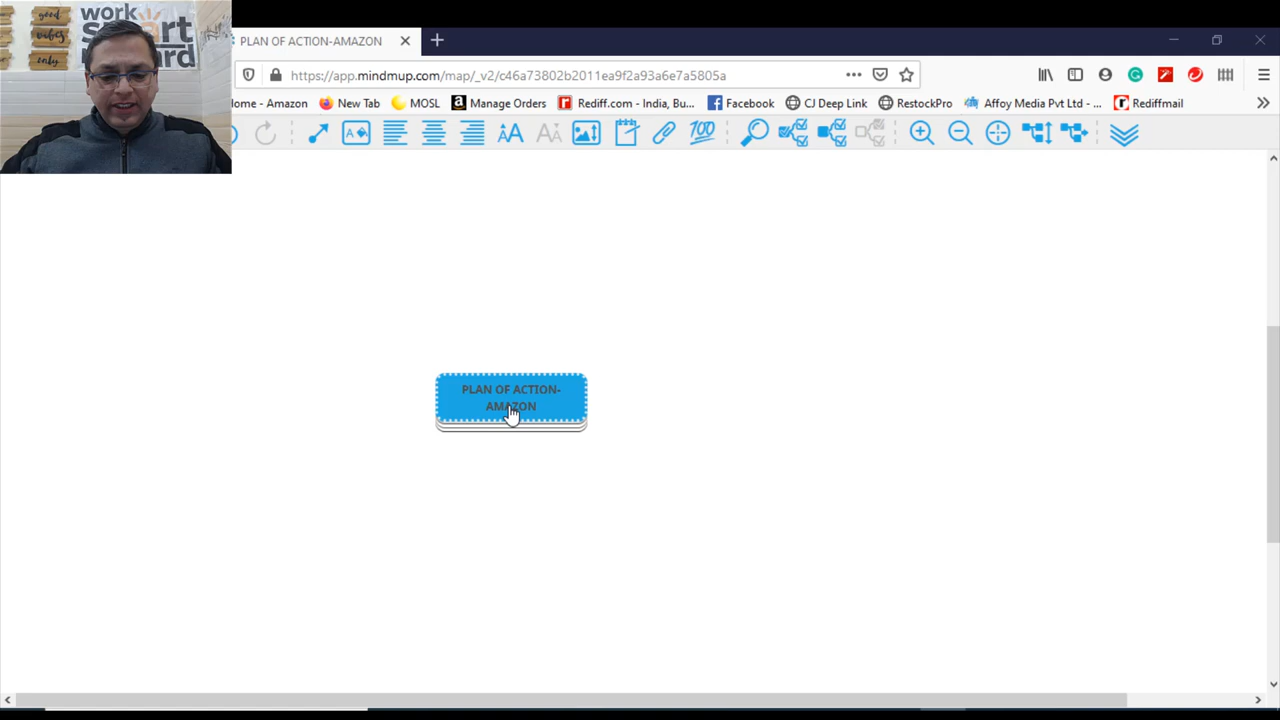 good
vibes
only
work
smart
hard
PLAN OF ACTION-AMAZON
https://app.mindmup.com/map/_v2/c46a73802b2011ea9f2a93a6e7a5805a
Home - Amazon
New Tab
MOSL
Manage Orders
Rediff.com - India, Bu...
Facebook
CJ Deep Link
RestockPro
Affoy Media Pvt Ltd - ...
Rediffmail
100
PLAN OF ACTION-
AMAZON